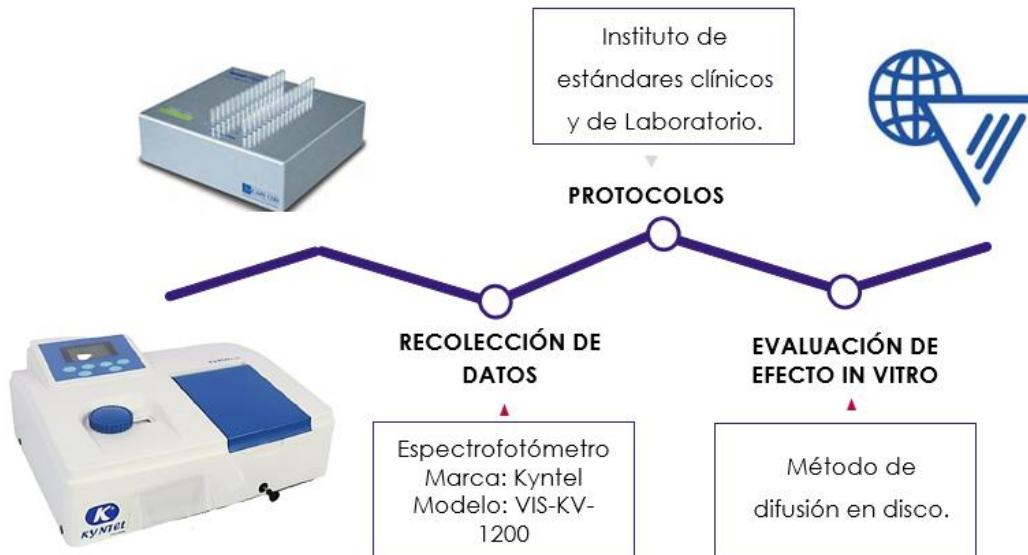 Instituto de
estándares clínicos
y de Laboratorio.
PROTOCOLOS
RECOLECCIÓN DE
DATOS
EVALUACIÓN DE
EFECTO IN VITRO
Espectrofotómetro
Marca: Kyntel
Modelo: VIS-KV-
1200
Método de
difusión en disco.
K
KYNTEL